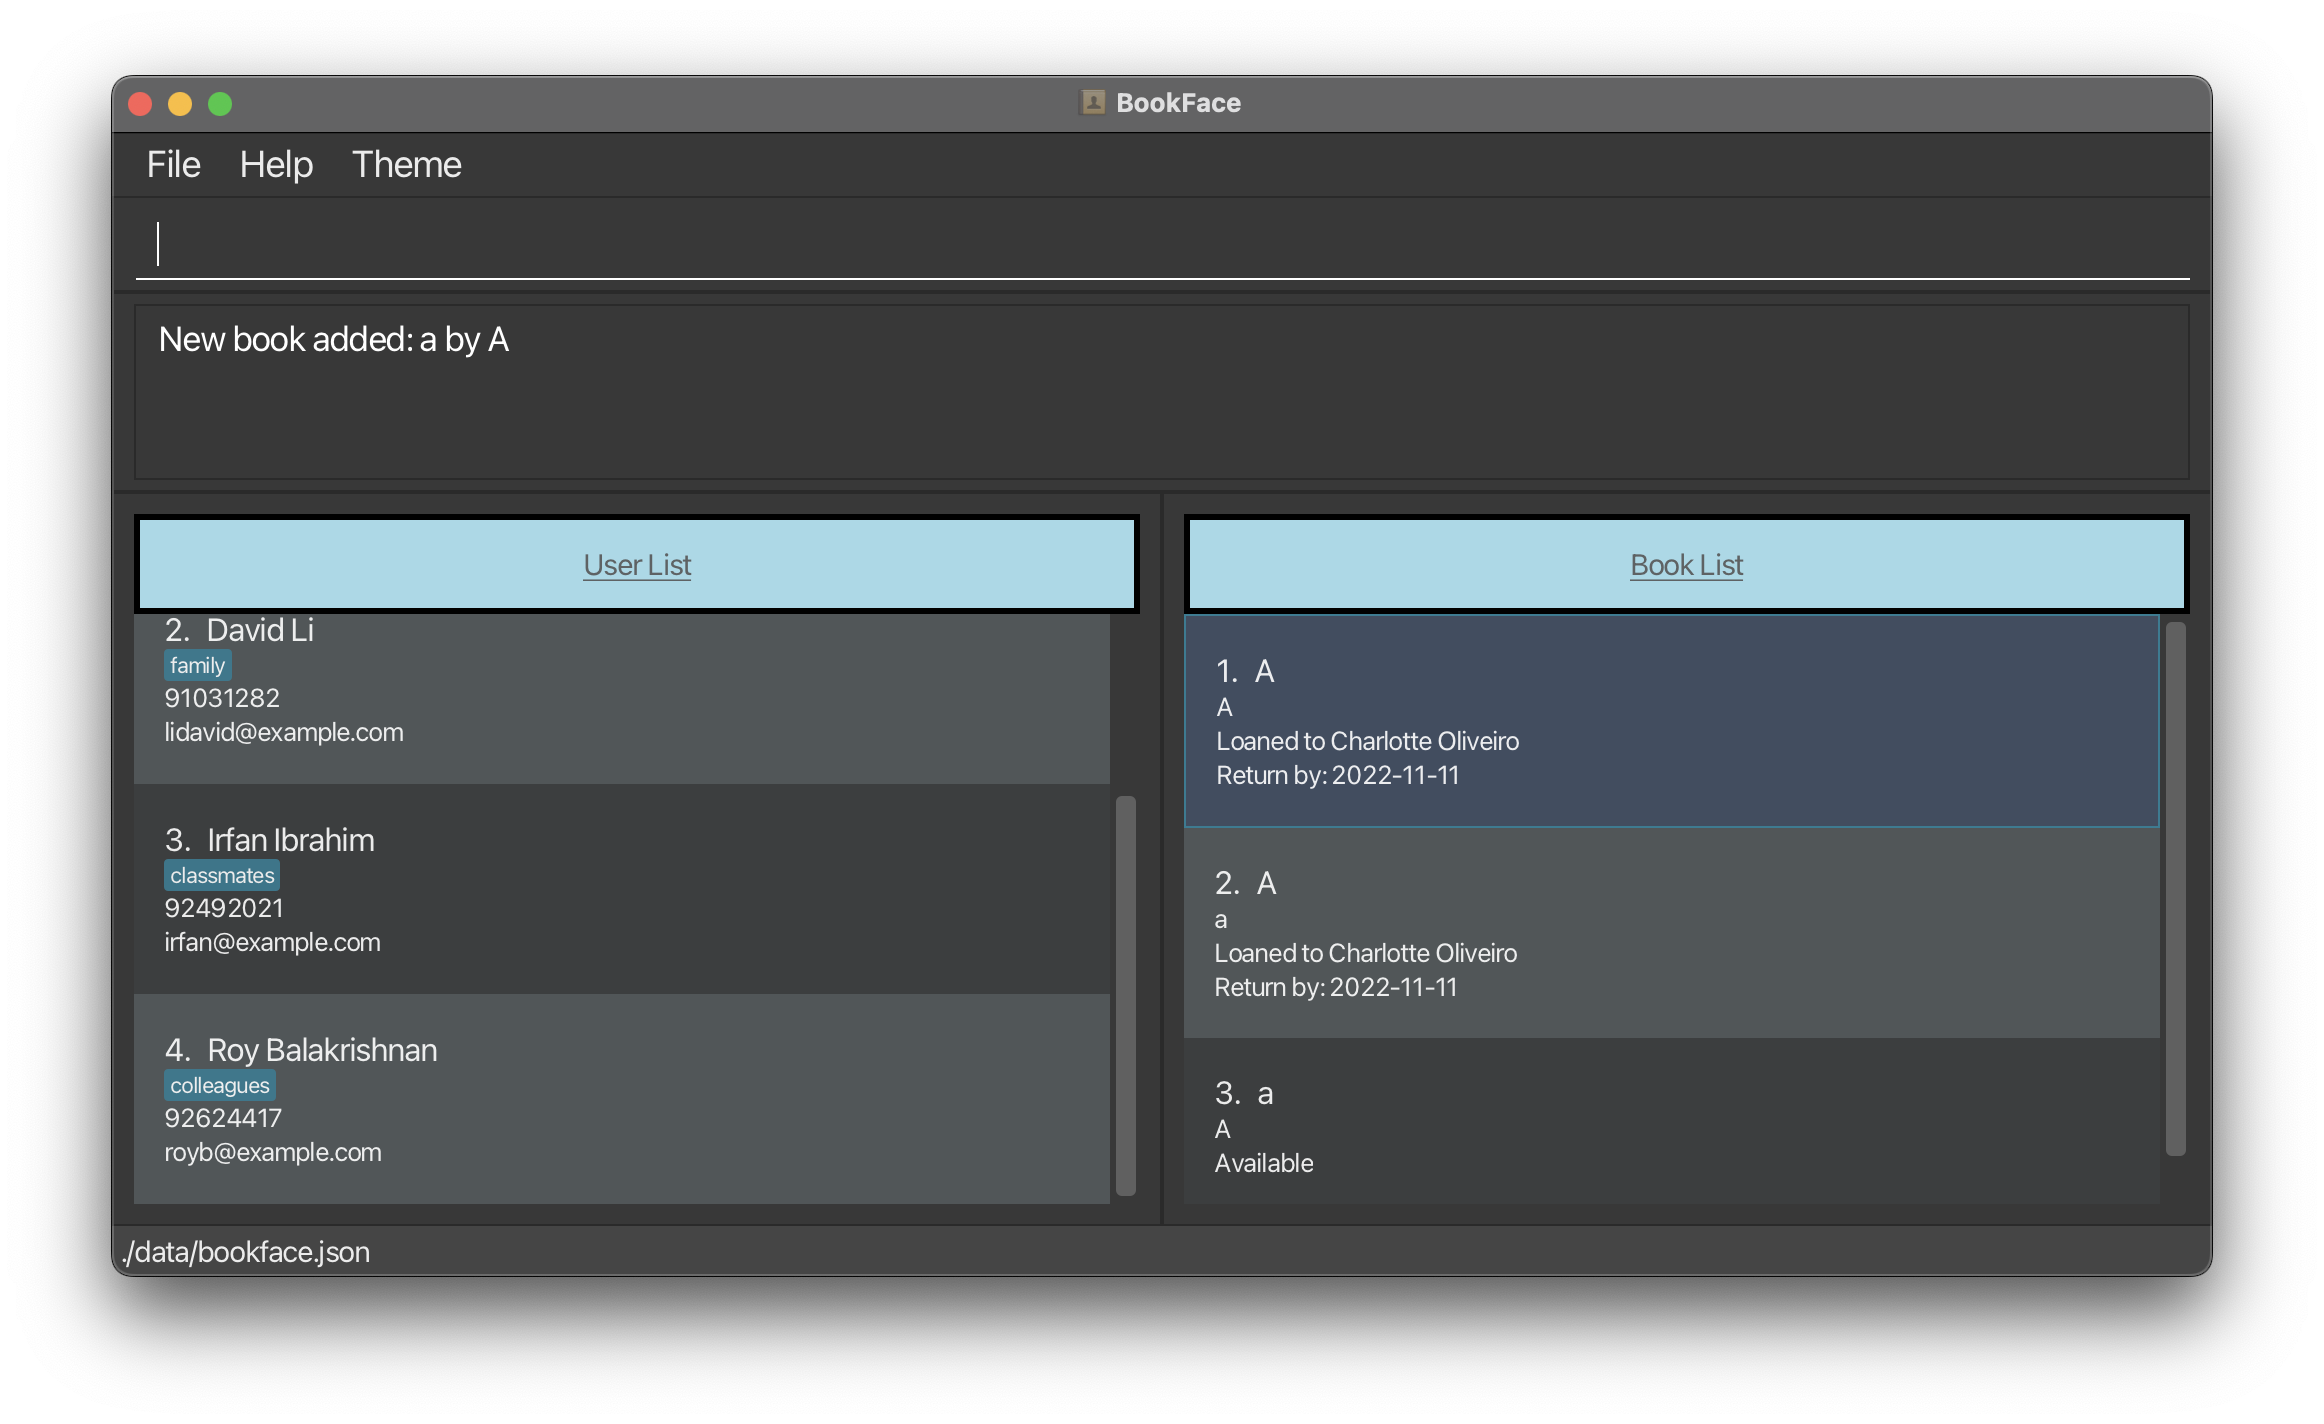 BookFace
File Help Theme
New book added: a by A
User List
2. David Li
family
91031282
lidavid@example.com
3. Irfan Ibrahim
classmates
92492021
irfan@example.com
4. Roy Balakrishnan
colleagues
92624417
royb@example.com
Book List
1. A
A
Loaned to Charlotte Oliveiro
Return by: 2022-11-11
2. A
a
Loaned to Charlotte Oliveiro
Return by: 2022-11-11
3. a
A
Available
./data/bookface.json